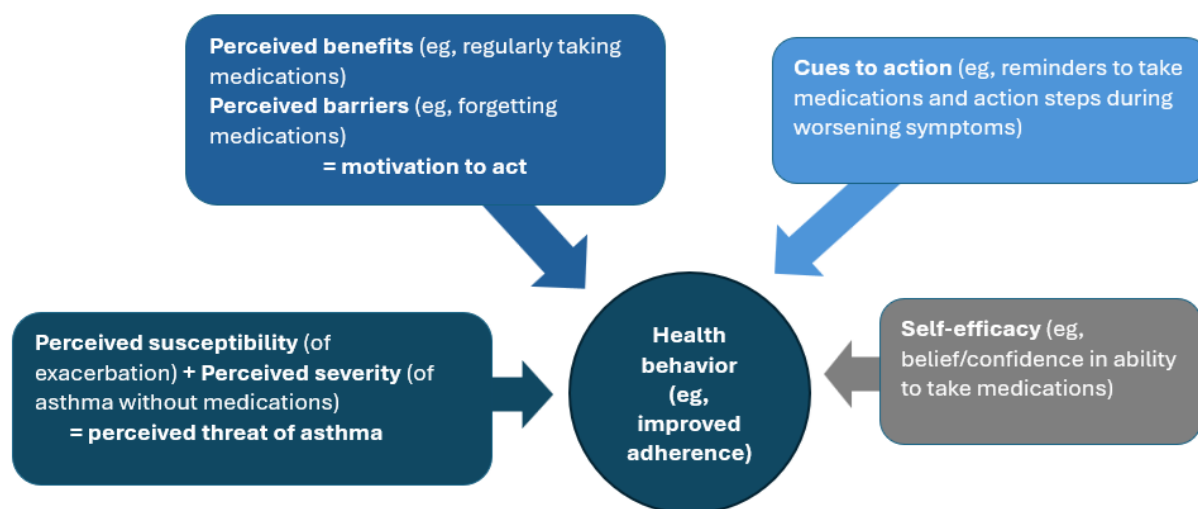 Perceived benefits (eg, regularly taking
medications)
Perceived barriers (eg, forgetting
medications)
= motivation to act
Cues to action (eg, reminders to take
medications and action steps during
worsening symptoms)
Perceived susceptibility (of
exacerbation) + Perceived severity (of
asthma without medications)
= perceived threat of asthma
Health
behavior
(eg,
improved
adherence)
Self-efficacy (eg,
belief/confidence in ability
to take medications)